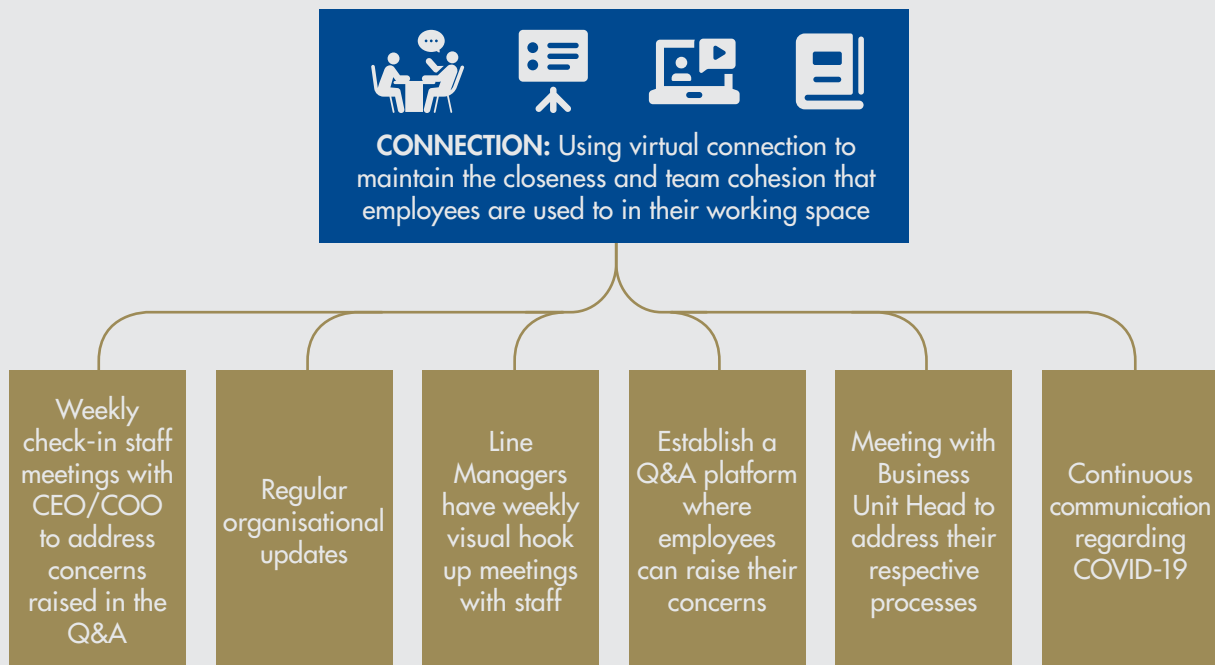 CONNECTION: Using virtual connection to
maintain the closeness and team cohesion that
employees are used to in their working space
Weekly
check-in staff
meetings with
CEO/COO
to address
concerns
raised in the
Q&A
Regular
organisational
updates
Line
Managers
have weekly
visual hook
up meetings
with staff
Establish a
Q&A platform
where
employees
can raise their
concerns
Meeting with
Business
Unit Head to
address their
respective
processes
Continuous
communication
regarding
COVID-19